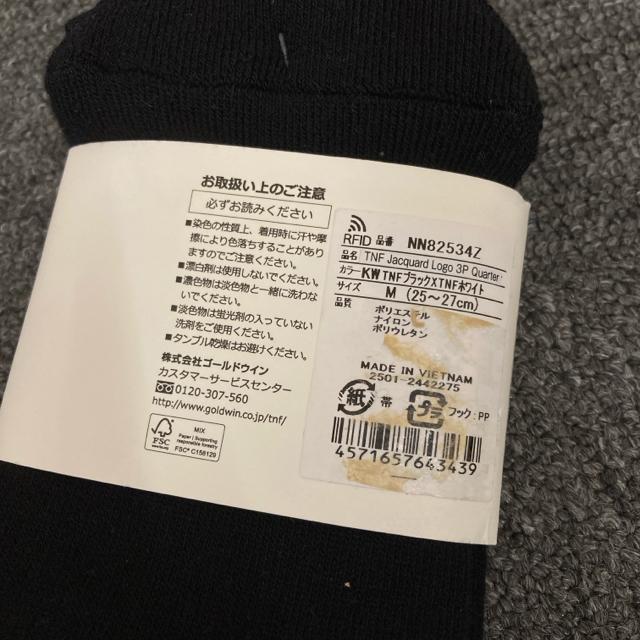 お取扱い上のご注意
必ずお読みください
■染色の性質上、着用時に汗や摩
擦により色落ちすることがあり
ますのでご注意ください。
■漂白剤は使用しないでください。
■濃色物は淡色物と一緒に洗わな
いでください。
■淡色物は蛍光剤の入っていない
洗剤をご使用ください。
■タンブル乾燥はお避けください。
株式会社ゴールドウイン
カスタマーサービスセンター
0120-307-560
http://www.goldwin.co.jp/tnf/
FSC
MIX
Paper | Supporting
responsible forestry
FSC® C158120
RFID 品番 NN82534Z
品名 TNF Jacquard Logo 3P Quarter
カラー KW TNFブラックXTNFホワイト
サイズ M (25~27cm)
品質
ポリエステル
ナイロン
ポリウレタン
MADE IN VIETNAM
2501-2442275
紙 帯 プラ フック: PP
4571657643439